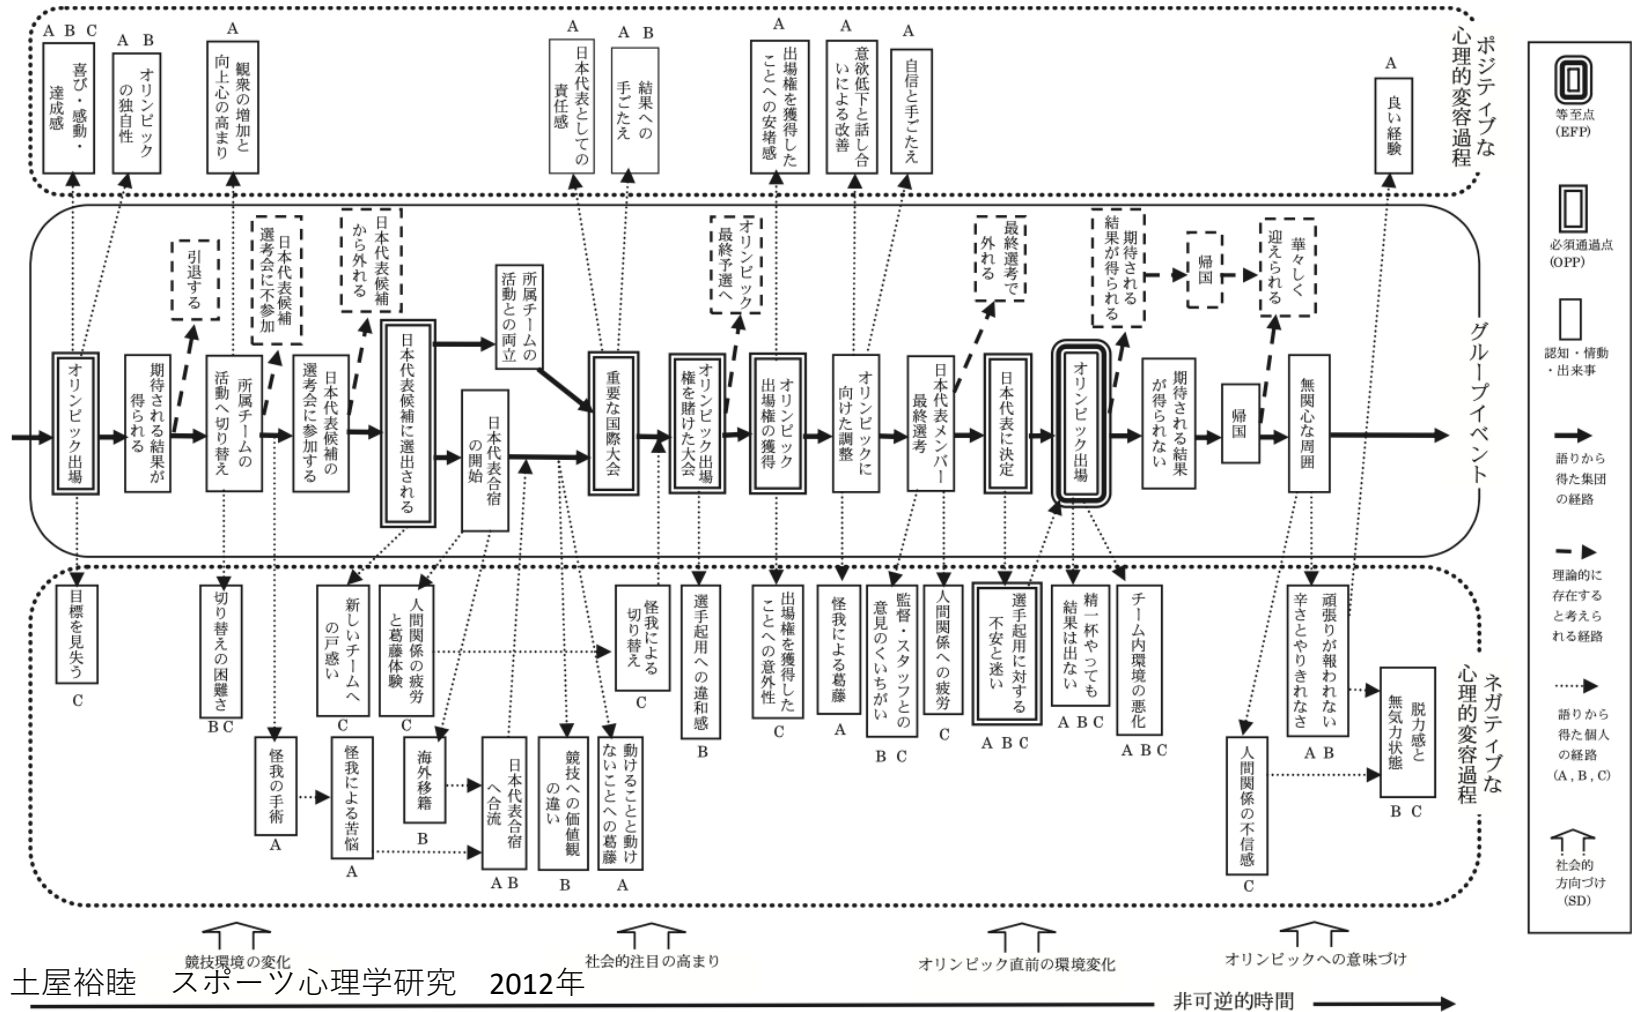 A B C
喜び・感動・
達成感
A B
オリンピック
の独自性
A
観衆の増加と
向上心の高まり
A
日本代表としての
責任感
A B
結果への
手ごたえ
A
出場権を獲得した
ことへの安堵感
A
意欲低下と話し合
いによる改善
A
自信と手ごたえ
A
良い経験
ポジティブな
心理的変容過程
引退する
日本代表候補
選考会に不参加
日本代表候補
から外れる
オリンピック
最終予選へ
最終選考で
外れる
期待される
結果が得られる
帰国
華々しく
迎えられる
オリンピック出場
期待される結果が
得られる
所属チームの
活動へ切り替え
日本代表候補の
選考会に参加する
日本代表候補に選出される
所属チームの
活動との両立
日本代表合宿
の開始
重要な国際大会
オリンピック出場
権を賭けた大会
オリンピック
出場権の獲得
オリンピックに
向けた調整
日本代表メンバー
最終選考
日本代表に決定
オリンピック出場
期待される結果
が得られない
帰国
無関心な周囲
グループイベント
目標を見失う
C
切り替えの困難さ
B C
怪我の手術
A
新しいチームへ
の戸惑い
C
怪我による苦悩
A
人間関係の疲労
と葛藤体験
C
海外移籍
B
日本代表合宿
へ合流
A B
競技への価値観
の違い
B
動けることと動け
ないことへの葛藤
A
怪我による
切り替え
C
選手起用への違和感
B
出場権を獲得した
ことへの意外性
C
怪我による葛藤
A
監督・スタッフとの
意見のくいちがい
B C
人間関係への疲労
C
選手起用に対する
不安と迷い
A B C
精一杯やっても
結果は出ない
A B C
チーム内環境の悪化
A B C
人間関係の不信感
C
頑張りが報われない
辛さとやりきれなさ
A B
脱力感と
無気力状態
B C
ネガティブな
心理的変容過程
競技環境の変化
社会的注目の高まり
オリンピック直前の環境変化
オリンピックへの意味づけ
土屋裕睦 スポーツ心理学研究 2012年
非可逆的時間
等至点
(EFP)
必須通過点
(OPP)
認知・情動
・出来事
語りから
得た集団
の経路
理論的に
存在する
と考えら
れる経路
語りから
得た個人
の経路
(A , B , C)
社会的
方向づけ
(SD)